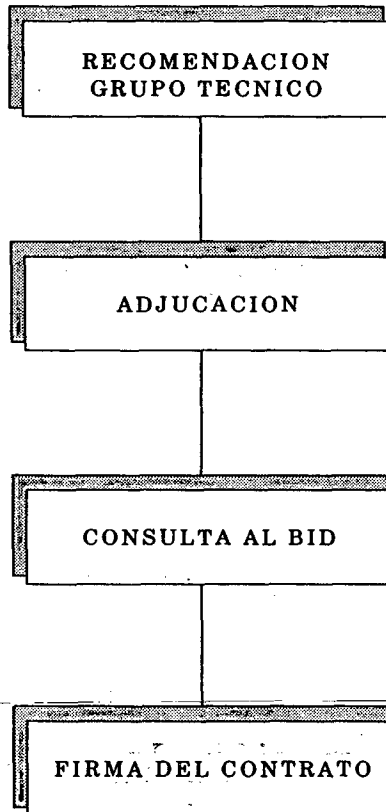 RECOMENDACION
GRUPO TECNICO
ADJUCACION
CONSULTA AL BID
FIRMA DEL CONTRATO